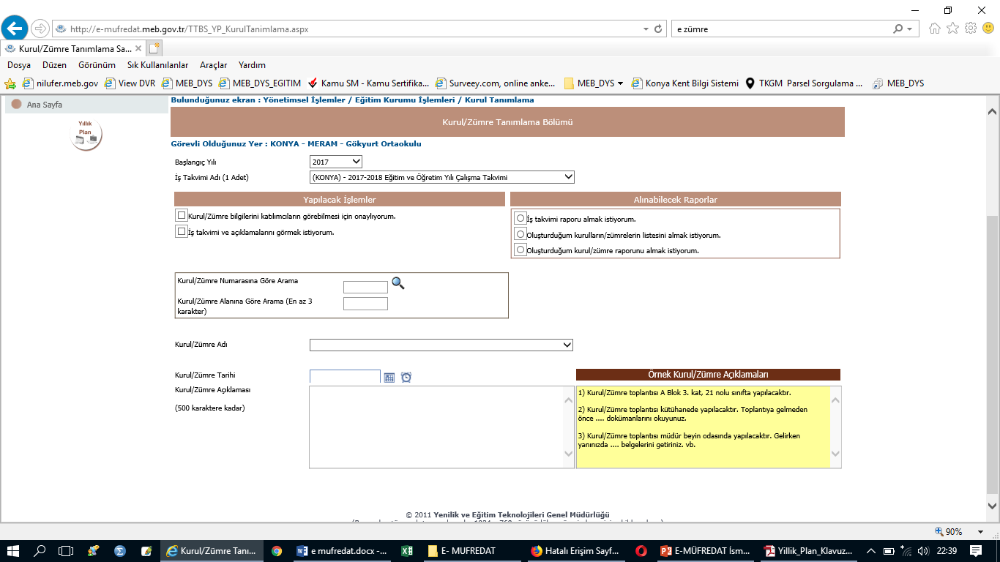 http://e-mufredat.meb.gov.tr/TTBS_YP_KurulTanimlama.aspx
e zümre
Kurul/Zümre Tanımlama Sa...
Dosya Düzen Görünüm Sık Kullanılanlar Araçlar Yardım
nilufer.meb.gov View DVR MEB_DYS MEB_DYS_EGITIM Kamu SM - Kamu Sertifika... Surveey.com, online anke... MEB_DYS Konya Kent Bilgi Sistemi TKGM Parsel Sorgulama ... MEB_DYS
Ana Sayfa
Yıllık
Plan
Bulunduğunuz ekran : Yönetimsel İşlemler / Eğitim Kurumu İşlemleri / Kurul Tanımlama
Kurul/Zümre Tanımlama Bölümü
Görevli Olduğunuz Yer : KONYA - MERAM - Gökyurt Ortaokulu
Başlangıç Yılı 2017
İş Takvimi Adı (1 Adet) (KONYA) - 2017-2018 Eğitim ve Öğretim Yılı Çalışma Takvimi
Yapılacak İşlemler
Kurul/Zümre bilgilerini katılımcıların görebilmesi için onaylıyorum.
İş takvimi ve açıklamalarını görmek istiyorum.
Alınabilecek Raporlar
İş takvimi raporu almak istiyorum.
Oluşturduğum kurulların/zümrelerin listesini almak istiyorum.
Oluşturduğum kurul/zümre raporunu almak istiyorum.
Kurul/Zümre Numarasına Göre Arama
Kurul/Zümre Alanına Göre Arama (En az 3
karakter)
Kurul/Zümre Adı
Kurul/Zümre Tarihi
Kurul/Zümre Açıklaması
(500 karaktere kadar)
Örnek Kurul/Zümre Açıklamaları
1) Kurul/Zümre toplantısı A Blok 3. kat, 21 nolu sınıfta yapılacaktır.
2) Kurul/Zümre toplantısı kütühanede yapılacaktır. Toplantıya gelmeden
önce .... dokümanlarını okuyunuz.
3) Kurul/Zümre toplantısı müdür beyin odasında yapılacaktır. Gelirken
yanınızda .... belgelerini getiriniz. vb.
© 2011 Yenilik ve Eğitim Teknolojileri Genel Müdürlüğü
90%
Kurul/Zümre Tanı... e mufredat.docx -... E- MUFREDAT Hatalı Erişim Sayf... E-MÜFREDAT İsm... Yillik_Plan_Klavuz... 22:39